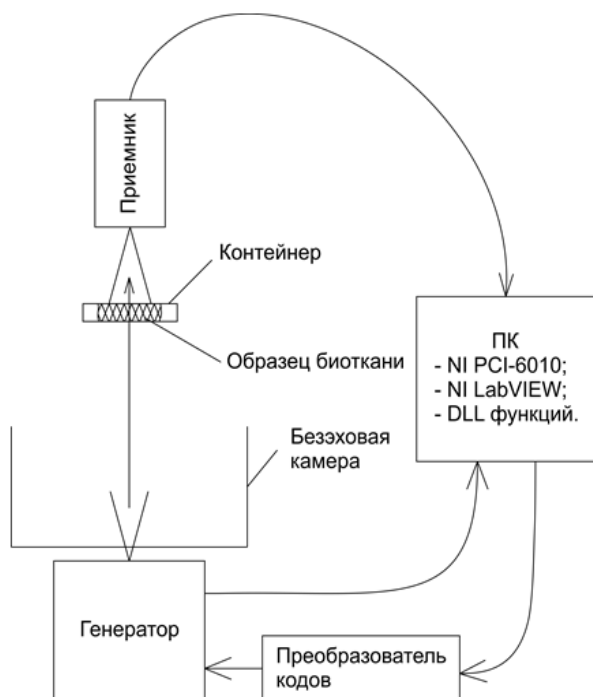 Приемник
Контейнер
Образец биоткани
ПК
- NI PCI-6010;
- NI LabVIEW;
- DLL функций.
Безэховая
камера
Генератор
Преобразователь
кодов